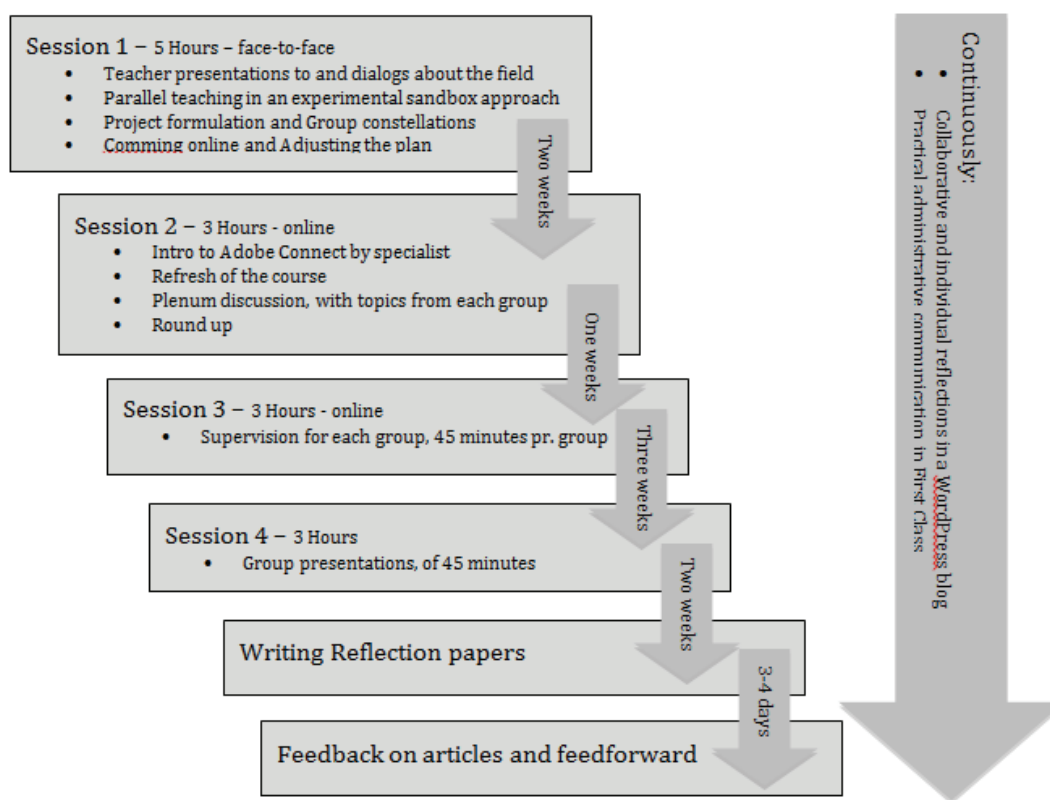 Session 1 – 5 Hours – face-to-face
• Teacher presentations to and dialogs about the field
• Parallel teaching in an experimental sandbox approach
• Project formulation and Group constellations
• Comming online and Adjusting the plan
Two weeks
Session 2 – 3 Hours - online
• Intro to Adobe Connect by specialist
• Refresh of the course
• Plenum discussion, with topics from each group
• Round up
One weeks
Session 3 – 3 Hours - online
• Supervision for each group, 45 minutes pr. group
Three weeks
Session 4 – 3 Hours
• Group presentations, of 45 minutes
Two weeks
Writing Reflection papers
3-4 days
Feedback on articles and feedforward
Continuously:
• Collaborative and individual reflections in a WordPress blog
• Practical administrative communication in First Class